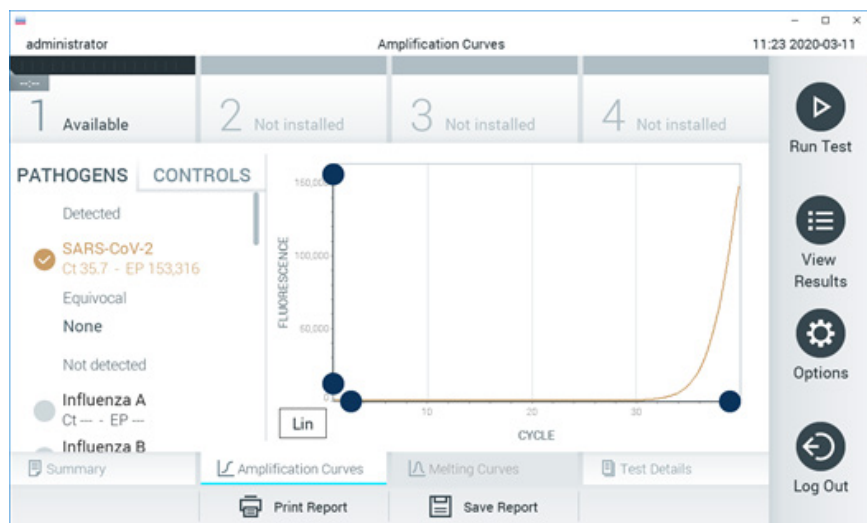 administrator
Amplification Curves
11:23 2020-03-11
--:--
1 Available
2 Not installed
3 Not installed
4 Not installed
Run Test
PATHOGENS
CONTROLS
Detected
SARS-CoV-2
Ct 35.7 - EP 153,316
Equivocal
None
Not detected
Influenza A
Ct --- - EP ---
Influenza B
FLUORESCENCE
150,000
100,000
50,000
0
10
20
30
CYCLE
Lin
View
Results
Options
Log Out
Summary
Amplification Curves
Melting Curves
Test Details
Print Report
Save Report